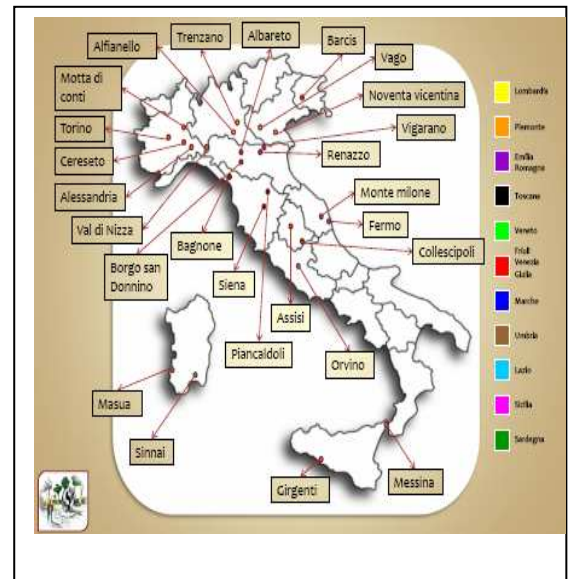 Trenzano
Albareto
Barcis
Alfianello
Vago
Motta di
conti
Noventa vicentina
Torino
Vigarano
Cereseto
Renazzo
Alessandria
Monte milone
Val di Nizza
Fermo
Bagnone
Collescipoli
Borgo san
Donnino
Siena
Assisi
Piancaldoli
Orvino
Masua
Sinnai
Girgenti
Messina
Lombardia
Piemonte
Emilia
Romagna
Toscana
Veneto
Friuli
Venezia
Giulia
Marche
Umbria
Lazio
Sicilia
Sardegna